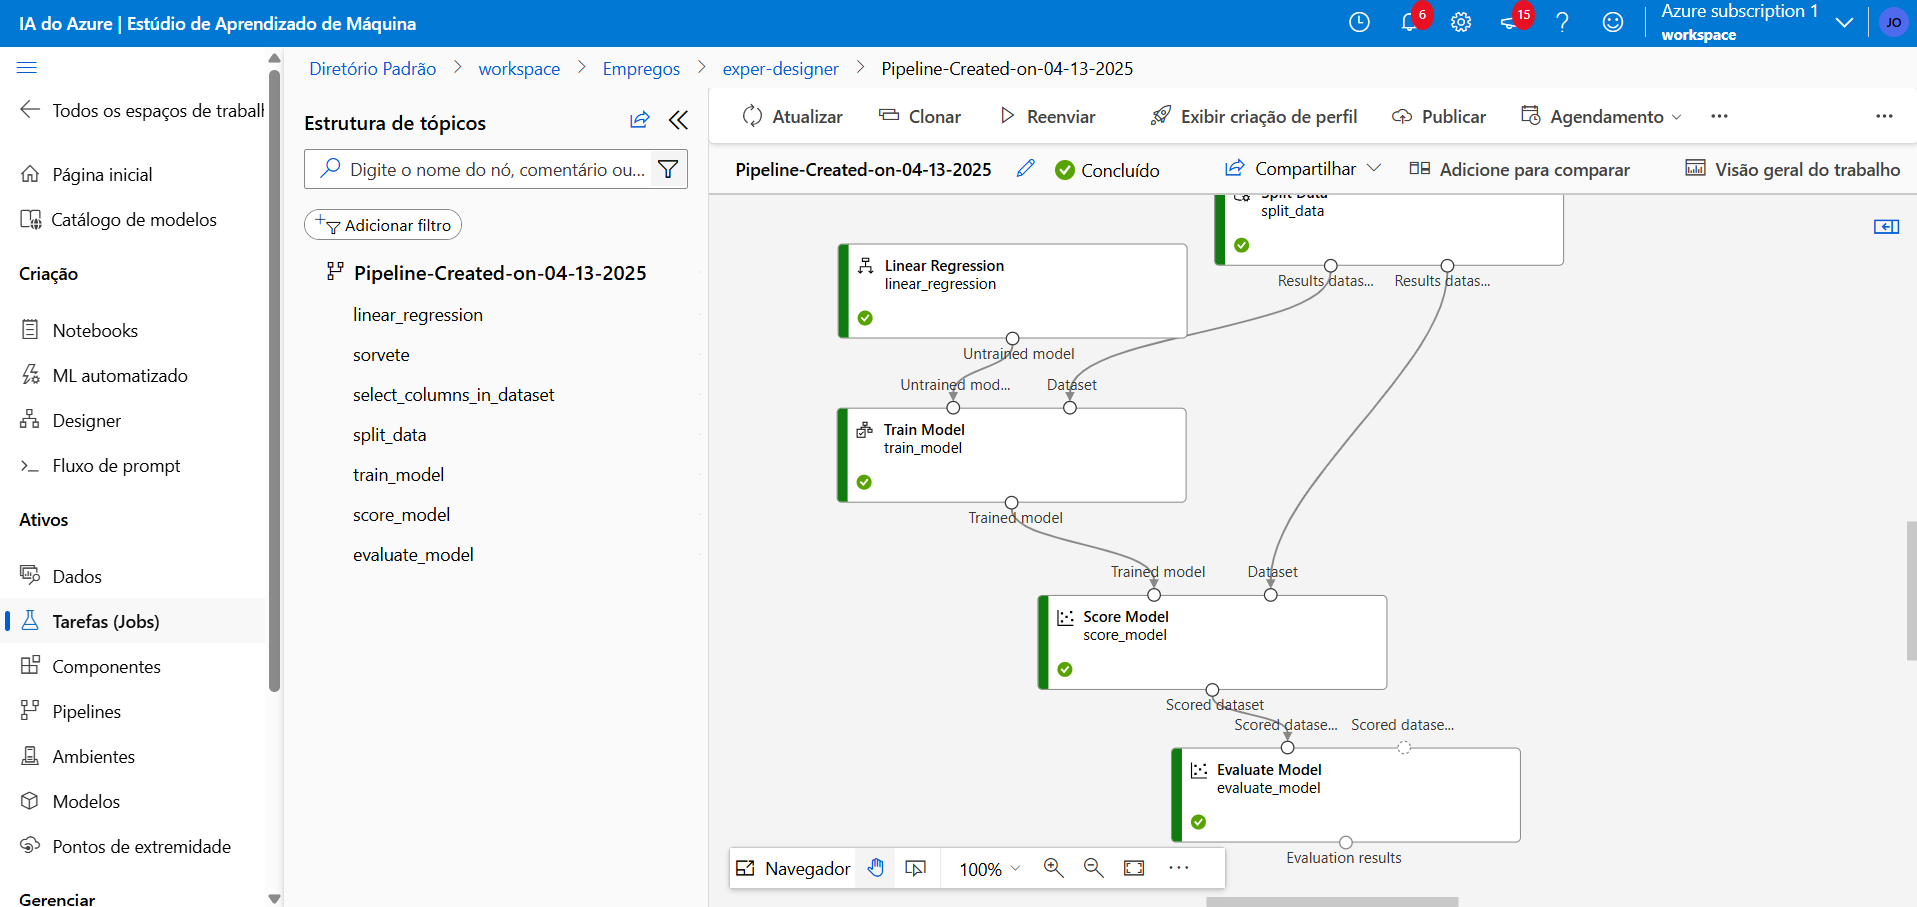 IA do Azure | Estúdio de Aprendizado de Máquina
6
15
Azure subscription 1
workspace
JO
Todos os espaços de trabalh
Página inicial
Catálogo de modelos
Criação
Notebooks
ML automatizado
Designer
Fluxo de prompt
Ativos
Dados
Tarefas (Jobs)
Componentes
Pipelines
Ambientes
Modelos
Pontos de extremidade
Gerenciar
Diretório Padrão > workspace > Empregos > exper-designer > Pipeline-Created-on-04-13-2025
Estrutura de tópicos
Digite o nome do nó, comentário ou...
Adicionar filtro
Pipeline-Created-on-04-13-2025
linear_regression
sorvete
select_columns_in_dataset
split_data
train_model
score_model
evaluate_model
Atualizar Clonar Reenviar Exibir criação de perfil Publicar Agendamento ... ...
Pipeline-Created-on-04-13-2025 Concluído Compartilhar Adicione para comparar Visão geral do trabalho
Split Data
split_data
Results datas... Results datas...
Linear Regression
linear_regression
Untrained model
Untrained mod... Dataset
Train Model
train_model
Trained model
Trained model Dataset
Score Model
score_model
Scored dataset
Scored datase... Scored datase...
Evaluate Model
evaluate_model
Evaluation results
Navegador 100% ...